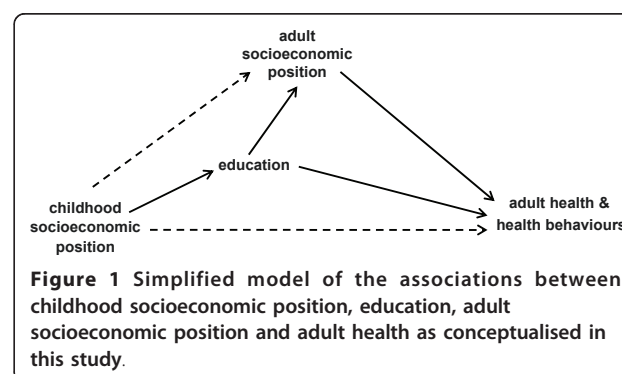 adult
socioeconomic
position
education
childhood
socioeconomic
position
adult health &
health behaviours
Figure 1 Simplified model of the associations between
childhood socioeconomic position, education, adult
socioeconomic position and adult health as conceptualised in
this study.